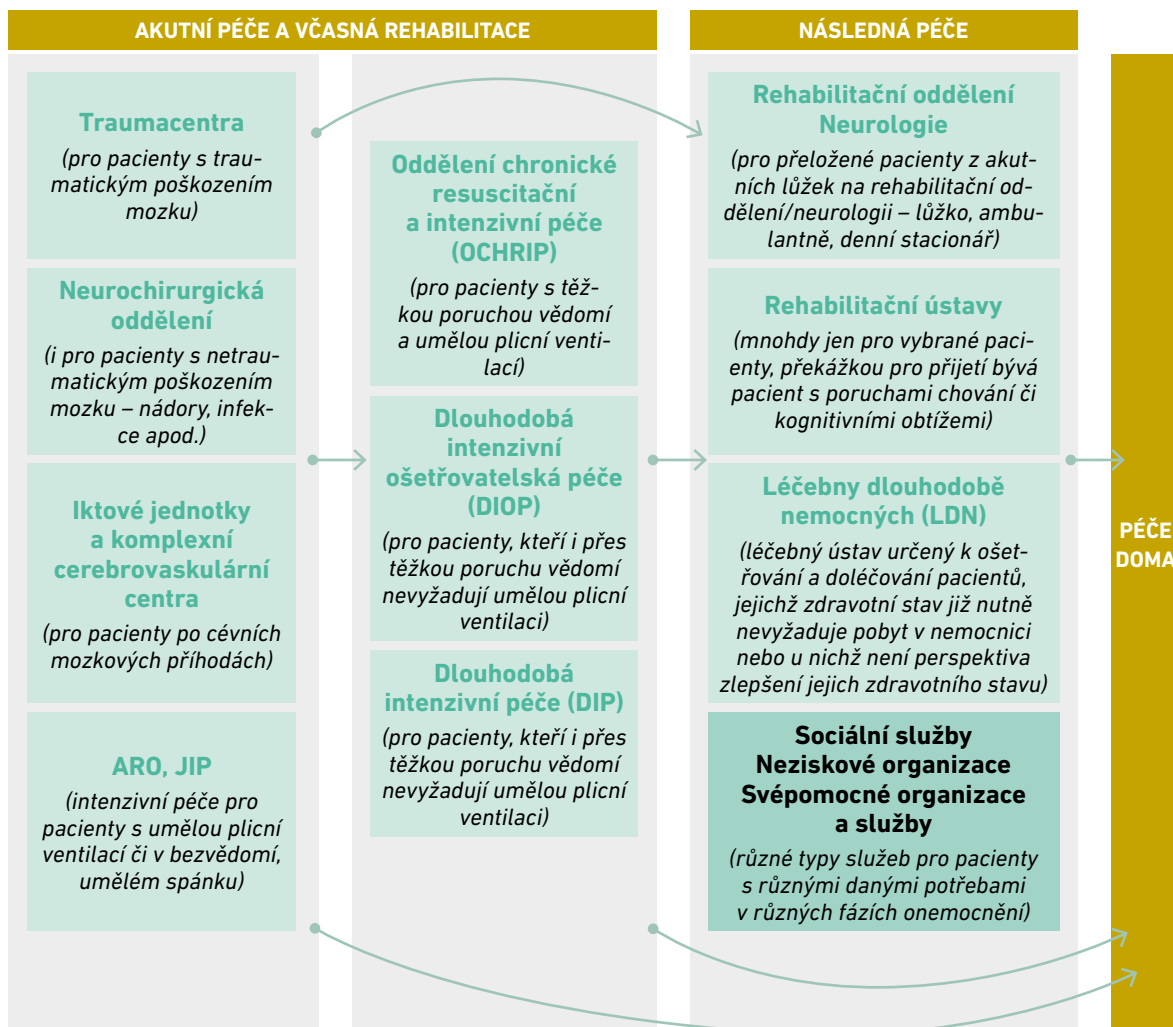 AKUTNÍ PÉČE A VČASNÁ REHABILITACE
Traumacentra
(pro pacienty s trau-
matickým poškozením
mozku)
Neurochirurgická
oddělení
(i pro pacienty s netrau-
matickým poškozením
mozku – nádory, infek-
ce apod.)
Iktové jednotky
a komplexní
cerebrovaskulární
centra
(pro pacienty po cévních
mozkových příhodách)
ARO, JIP
(intenzivní péče pro
pacienty s umělou plicní
ventilací či v bezvědomí,
umělém spánku)
Oddělení chronické
resuscitační
a intenzivní péče
(OCHRIP)
(pro pacienty s těž-
kou poruchou vědomí
a umělou plicní venti-
lací)
Dlouhodobá
intenzivní
ošetřovatelská péče
(DIOP)
(pro pacienty, kteří i přes
těžkou poruchu vědomí
nevyžadují umělou plicní
ventilaci)
Dlouhodobá
intenzivní péče (DIP)
(pro pacienty, kteří i přes
těžkou poruchu vědomí
nevyžadují umělou plicní
ventilaci)
NÁSLEDNÁ PÉČE
Rehabilitační oddělení
Neurologie
(pro přeložené pacienty z akut-
ních lůžek na rehabilitační od-
dělení/neurologii – lůžko, ambu-
lantně, denní stacionář)
Rehabilitační ústavy
(mnohdy jen pro vybrané paci-
enty, překážkou pro přijetí bývá
pacient s poruchami chování či
kognitivními obtížemi)
Léčebny dlouhodobě
nemocných (LDN)
(léčebný ústav určený k ošet-
řování a doléčování pacientů,
jejichž zdravotní stav již nutně
nevyžaduje pobyt v nemocnici
nebo u nichž není perspektiva
zlepšení jejich zdravotního stavu)
Sociální služby
Neziskové organizace
Svépomocné organizace
a služby
(různé typy služeb pro pacienty
s různými danými potřebami
v různých fázích onemocnění)
PÉČE
DOMA